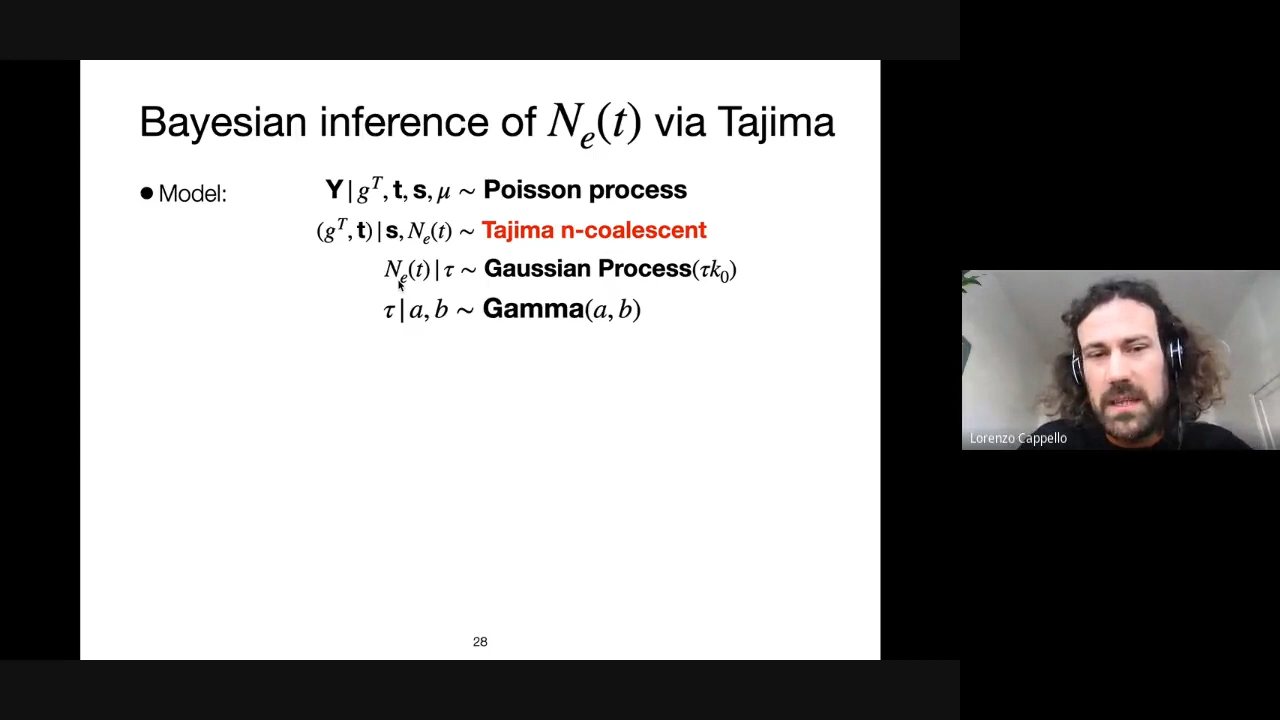 Bayesian inference of Nₑ(t) via Tajima
● Model: Y | gᵀ, t, s, μ ~ Poisson process
(gᵀ, t) | s, Nₑ(t) ~ Tajima n-coalescent
Nₑ(t) | τ ~ Gaussian Process(τk₀)
τ | a, b ~ Gamma(a, b)
Lorenzo Cappello
28